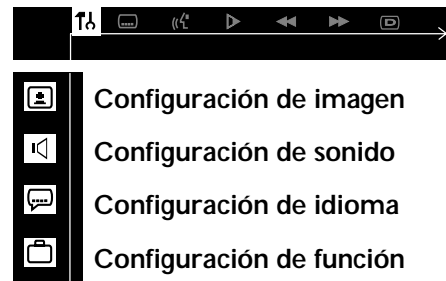 Configuración de imagen
Configuración de sonido
Configuración de idioma
Configuración de función